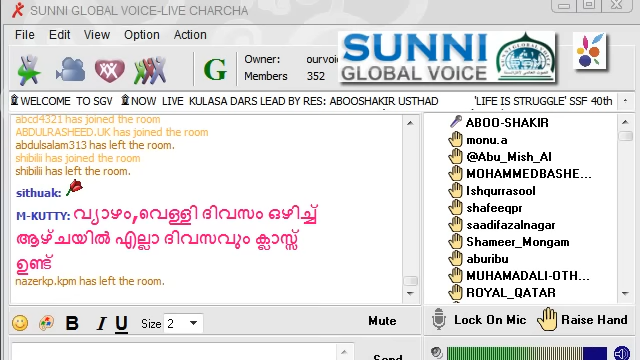 SUNNI GLOBAL VOICE-LIVE CHARCHA
File Edit View Option Action
G Owner: ourvoi
Members 352
SUNNI
GLOBAL VOICE
WELCOME TO SGV NOW LIVE KULASA DARS LEAD BY RES: ABOOSHAKIR USTHAD 'LIFE IS STRUGGLE' SSF 40th
abcd4321 has joined the room
ABDULRASHEED.UK has joined the room
abdulsalam313 has left the room.
shibilii has joined the room
shibilii has left the room.
sithuak:
M-KUTTY: വ്യാഴം,വെള്ളി ദിവസം ഒഴിച്ച്
ആഴ്ചയിൽ എല്ലാ ദിവസവും ക്ലാസ്സ്
ഉണ്ട്
nazerkp.kpm has left the room.
ABOO-SHAKIR
monu.a
@Abu_Mish_Al
MOHAMMEDBASHE...
Ishqurrasool
shafeeqpr
saadifazalnagar
Shameer_Mongam
aburibu
MUHAMADALI-OTH...
ROYAL_QATAR
B I U Size 2 Mute
Lock On Mic Raise Hand
Send